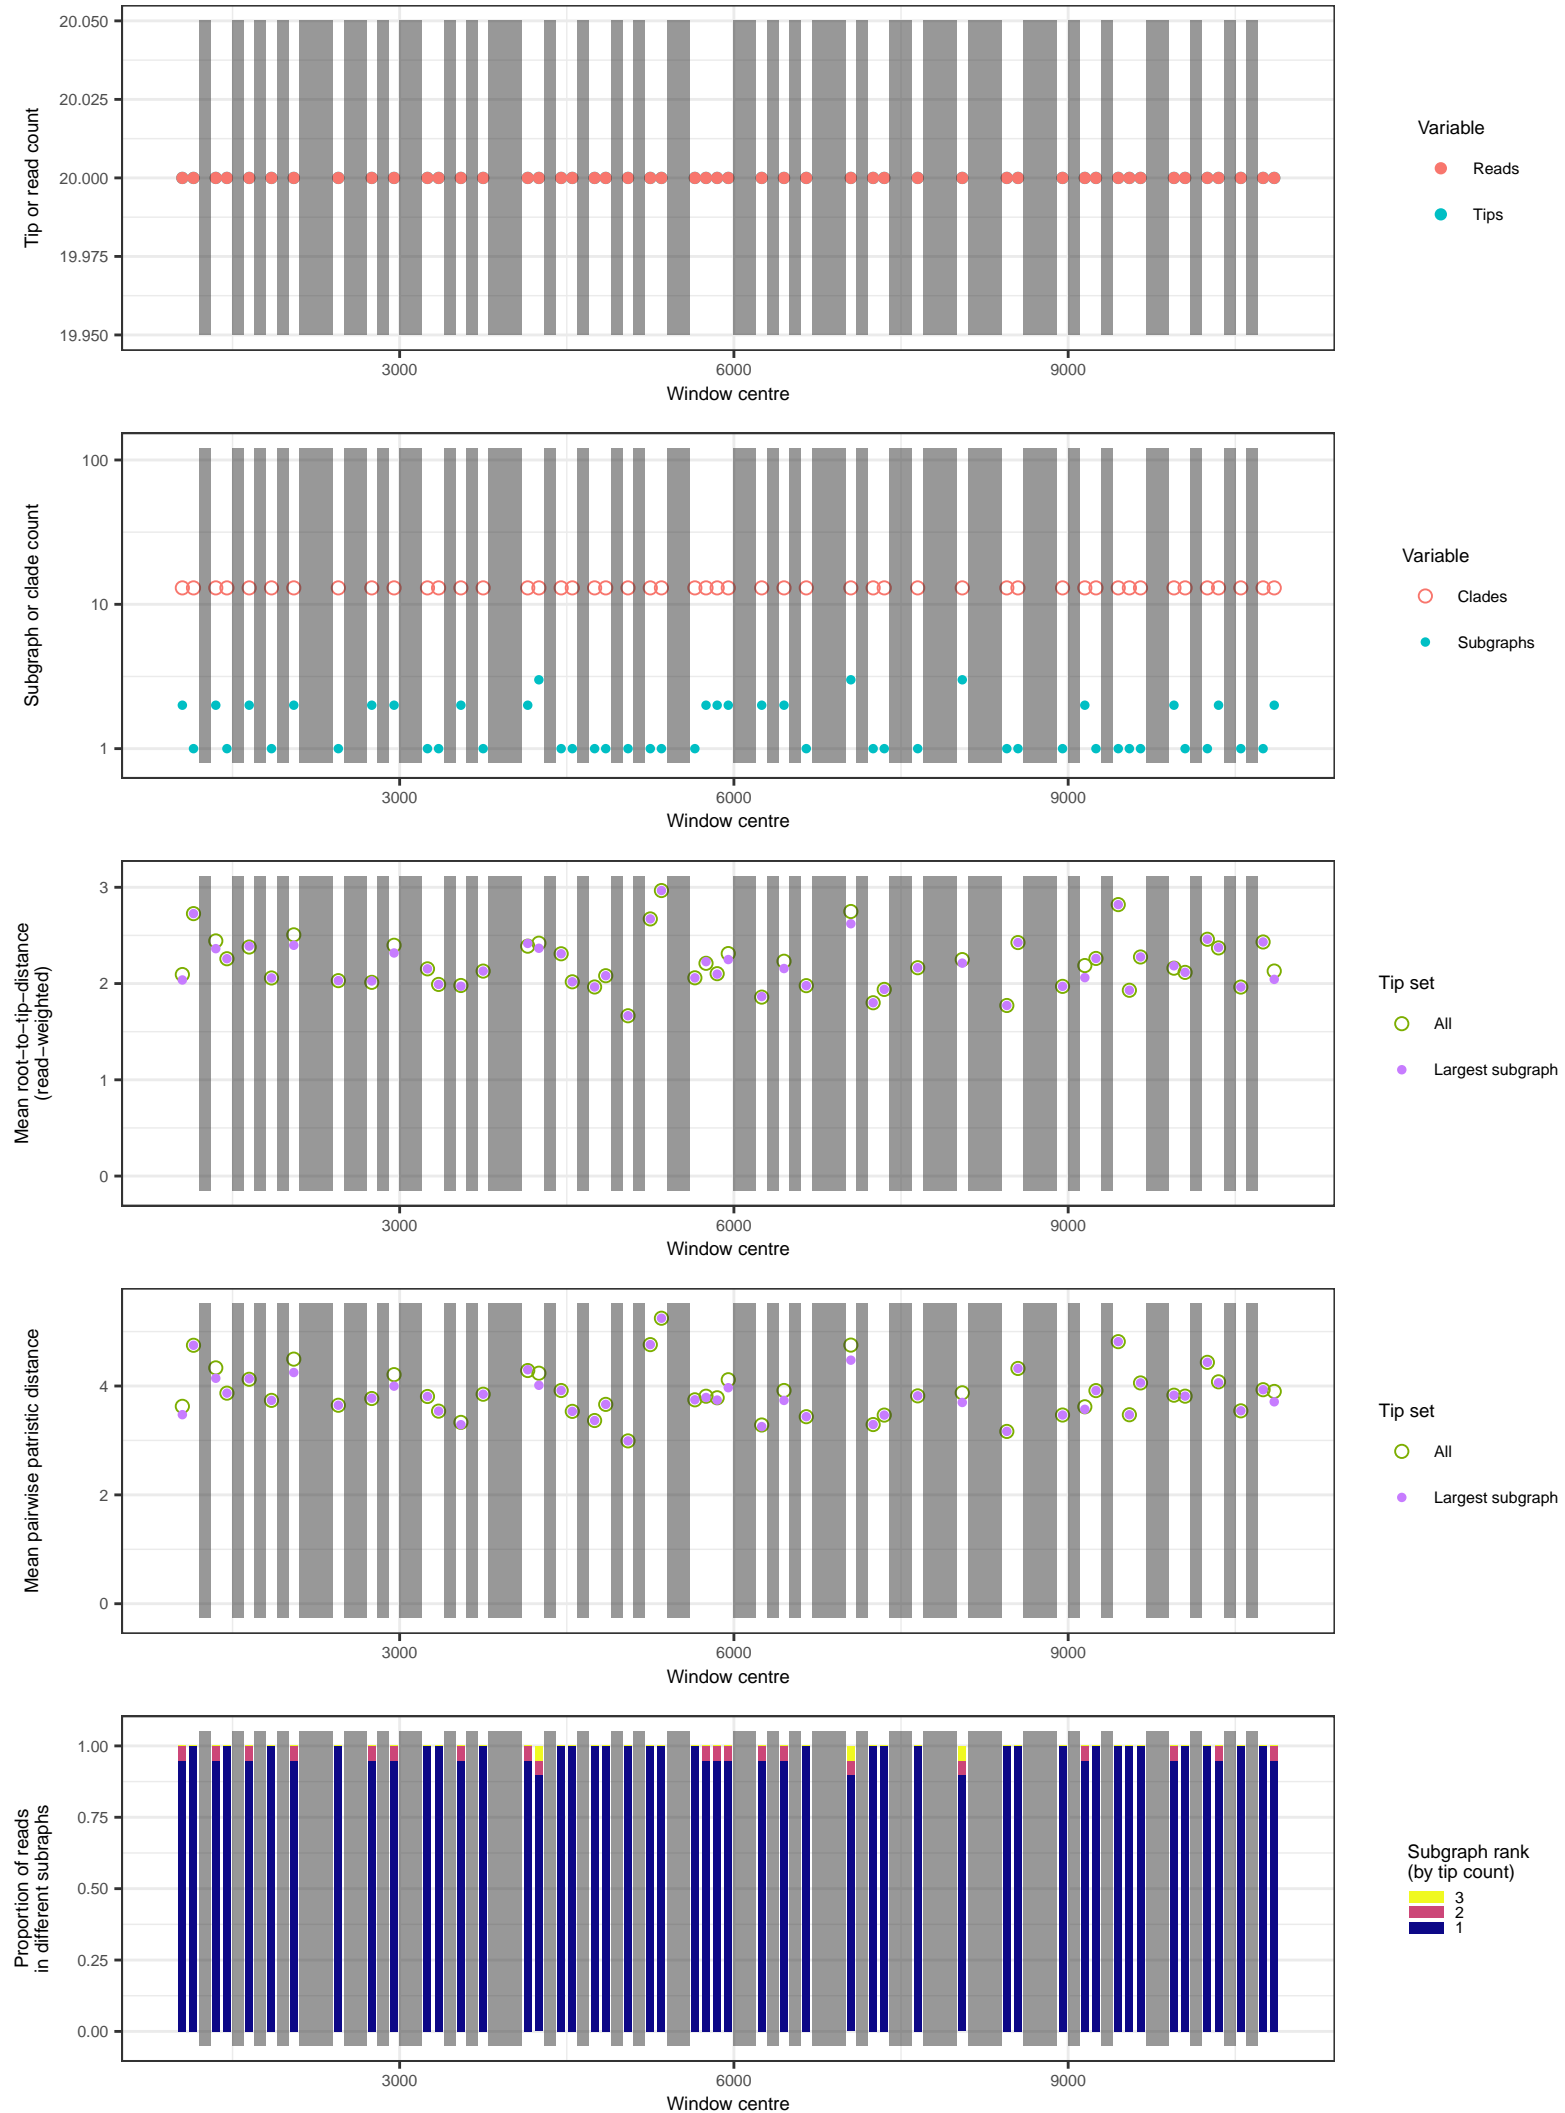 20.050
20.025
20.000
19.975
19.950
Tip or read count
3000
6000
9000
Window centre
Variable
Reads
Tips
100
10
1
Subgraph or clade count
3000
6000
9000
Window centre
Variable
Clades
Subgraphs
3
2
1
0
Mean root−to−tip−distance
(read−weighted)
3000
6000
9000
Window centre
Tip set
All
Largest subgraph
4
2
0
Mean pairwise patristic distance
3000
6000
9000
Window centre
Tip set
All
Largest subgraph
1.00
0.75
0.50
0.25
0.00
Proportion of reads
in different subraphs
3000
6000
9000
Window centre
Subgraph rank
(by tip count)
3
2
1